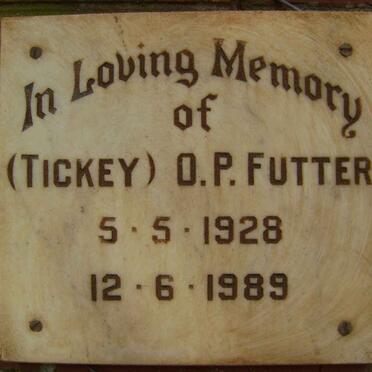 In Loving Memory
of
(TICKEY) O.P. FUTTER
5 · 5 · 1928
12 · 6 · 1989